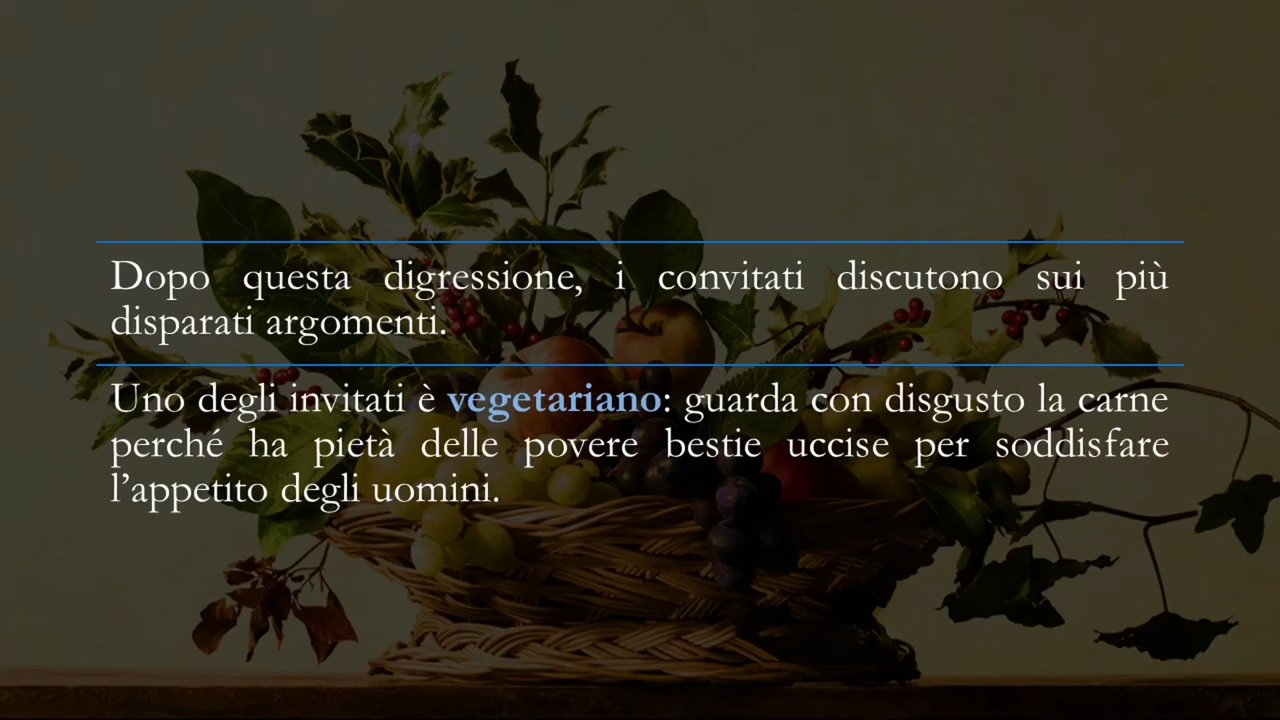 Dopo questa digressione, i convitati discutono sui più
disparati argomenti.
Uno degli invitati è vegetariano: guarda con disgusto la carne
perché ha pietà delle povere bestie uccise per soddisfare
l’appetito degli uomini.